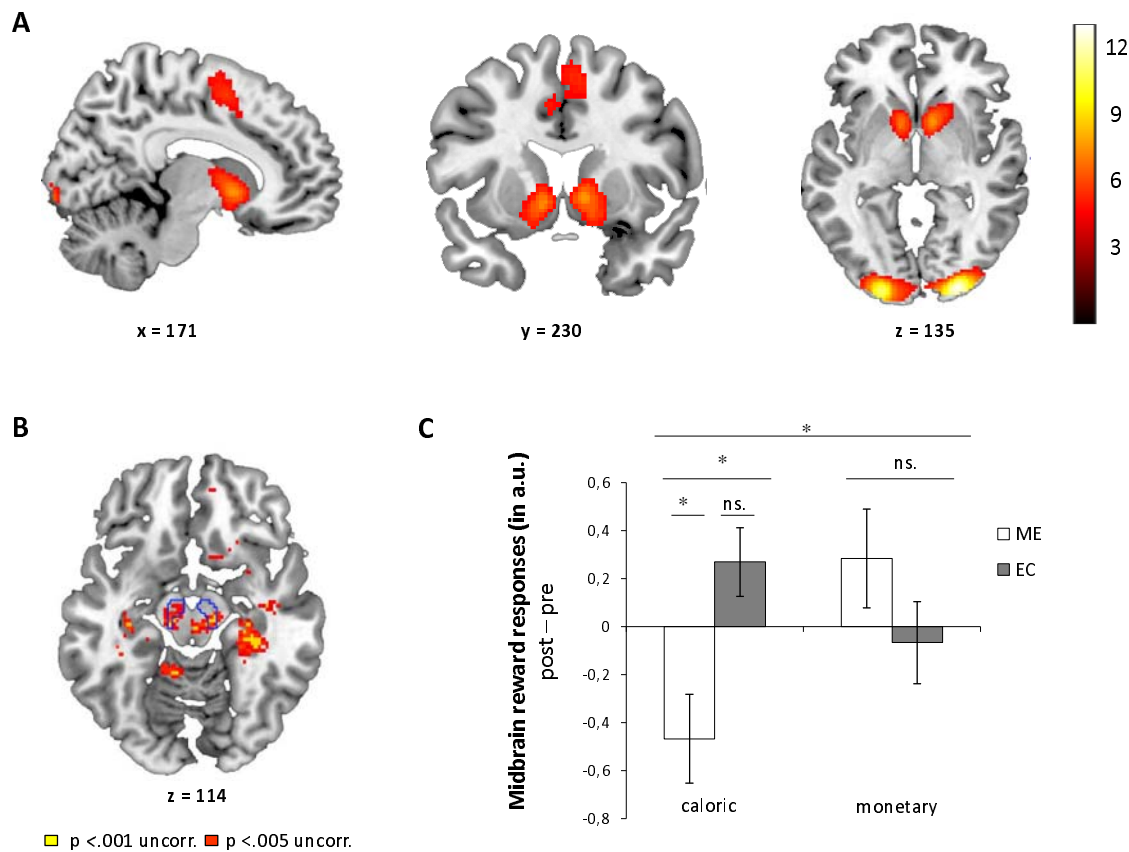 A
12
9
6
3
x = 171
y = 230
z = 135
B
z = 114
p <.001 uncorr.
p <.005 uncorr.
C
*
*
ns.
*
ns.
Midbrain reward responses (in a.u.)
post – pre
0,6
0,4
0,2
0
-0,2
-0,4
-0,6
-0,8
caloric
monetary
ME
EC